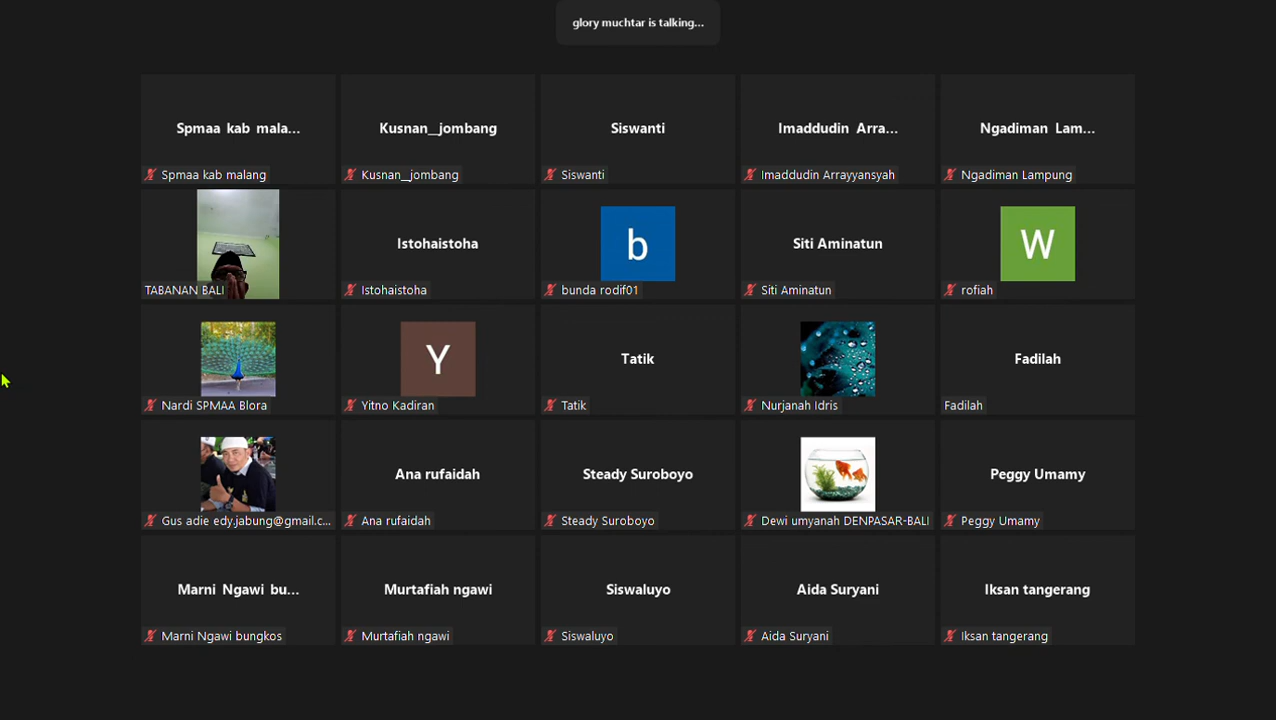 glory muchtar is talking...
Spmaa kab mala...
Spmaa kab malang
Kusnan__jombang
Kusnan__jombang
Siswanti
Siswanti
Imaddudin Arra...
Imaddudin Arrayyansyah
Ngadiman Lam...
Ngadiman Lampung
TABANAN BALI
Istohaistoha
Istohaistoha
b
bunda rodif01
Siti Aminatun
Siti Aminatun
W
rofiah
Nardi SPMAA Blora
Y
Yitno Kadiran
Tatik
Tatik
Nurjanah Idris
Fadilah
Fadilah
Gus adie edy.jabung@gmail.c...
Ana rufaidah
Ana rufaidah
Steady Suroboyo
Steady Suroboyo
Dewi umyanah DENPASAR-BALI
Peggy Umamy
Peggy Umamy
Marni Ngawi bu...
Marni Ngawi bungkos
Murtafiah ngawi
Murtafiah ngawi
Siswaluyo
Siswaluyo
Aida Suryani
Aida Suryani
Iksan tangerang
Iksan tangerang